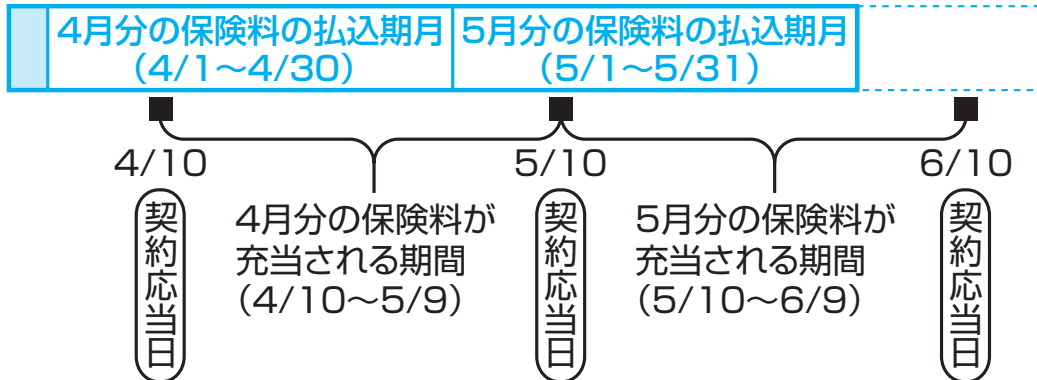 4月分の保険料の払込期月
（4/1～4/30）
5月分の保険料の払込期月
（5/1～5/31）
4/10
5/10
6/10
契約応当日
4月分の保険料が
充当される期間
（4/10～5/9）
契約応当日
5月分の保険料が
充当される期間
（5/10～6/9）
契約応当日